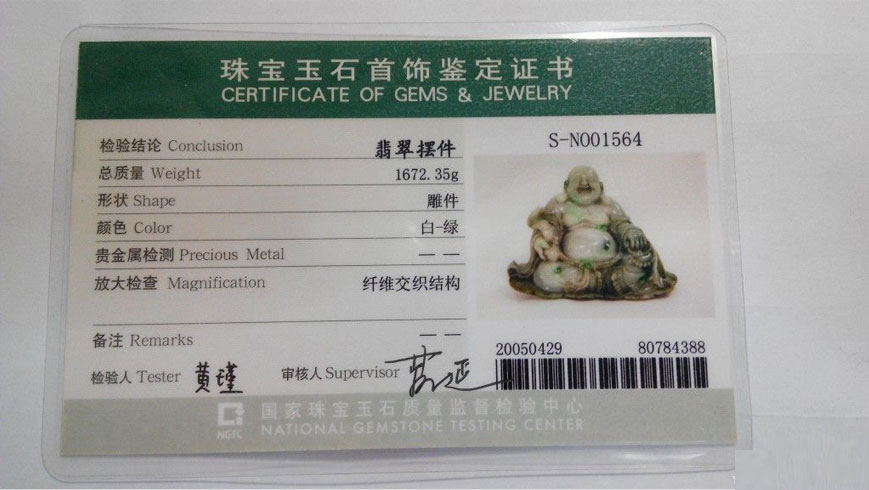 珠宝玉石首饰鉴定证书
CERTIFICATE OF GEMS & JEWELRY
检验结论 Conclusion 翡翠摆件
总质量 Weight 1672.35g
形状 Shape 雕件
颜色 Color 白-绿
贵金属检测 Precious Metal — —
放大检查 Magnification 纤维交织结构
备注 Remarks — —
检验人 Tester 黄瑾 审核人 Supervisor
S-N001564
20050429 80784388
NGTC
国家珠宝玉石质量监督检验中心
NATIONAL GEMSTONE TESTING CENTER